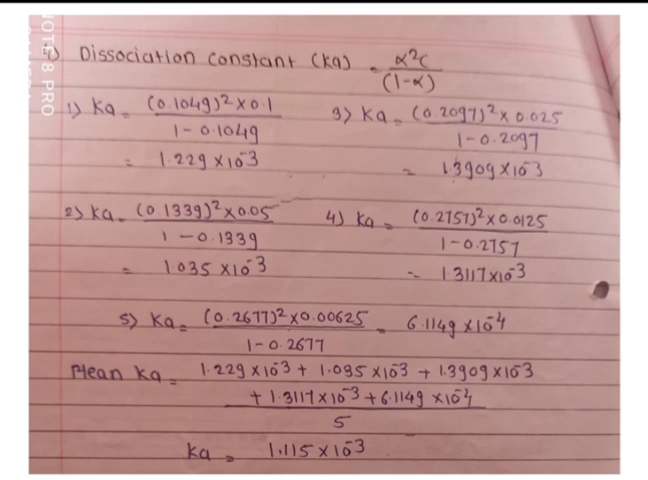 ii) Dissociation constant (Ka) = α²C / (1-α)
1) Ka = (0.1049)² × 0.1 / 1 - 0.1049
= 1.229 × 10⁻³
3) Ka = (0.2097)² × 0.025 / 1 - 0.2097
= 1.3909 × 10⁻³
2) Ka = (0.1339)² × 0.05 / 1 - 0.1339
= 1.035 × 10⁻³
4) Ka = (0.2757)² × 0.0125 / 1 - 0.2757
= 1.3117 × 10⁻³
5) Ka = (0.2677)² × 0.00625 / 1 - 0.2677 = 6.1149 × 10⁻⁴
Mean Ka = 1.229 × 10⁻³ + 1.035 × 10⁻³ + 1.3909 × 10⁻³
+ 1.3117 × 10⁻³ + 6.1149 × 10⁻⁴ / 5
Ka = 1.115 × 10⁻³
NOTE 8 PRO